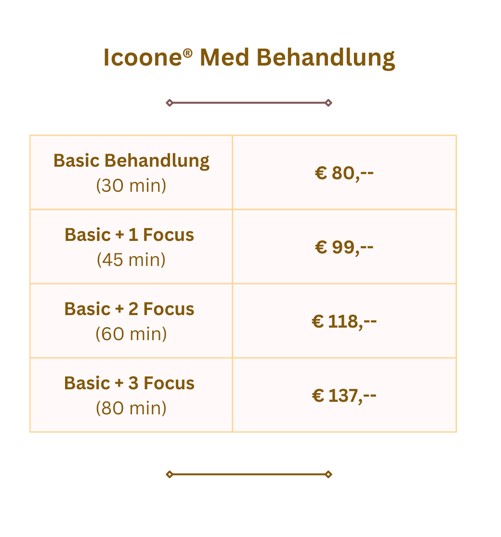 Icoone® Med Behandlung
Basic Behandlung
(30 min)
€ 80,--
Basic + 1 Focus
(45 min)
€ 99,--
Basic + 2 Focus
(60 min)
€ 118,--
Basic + 3 Focus
(80 min)
€ 137,--